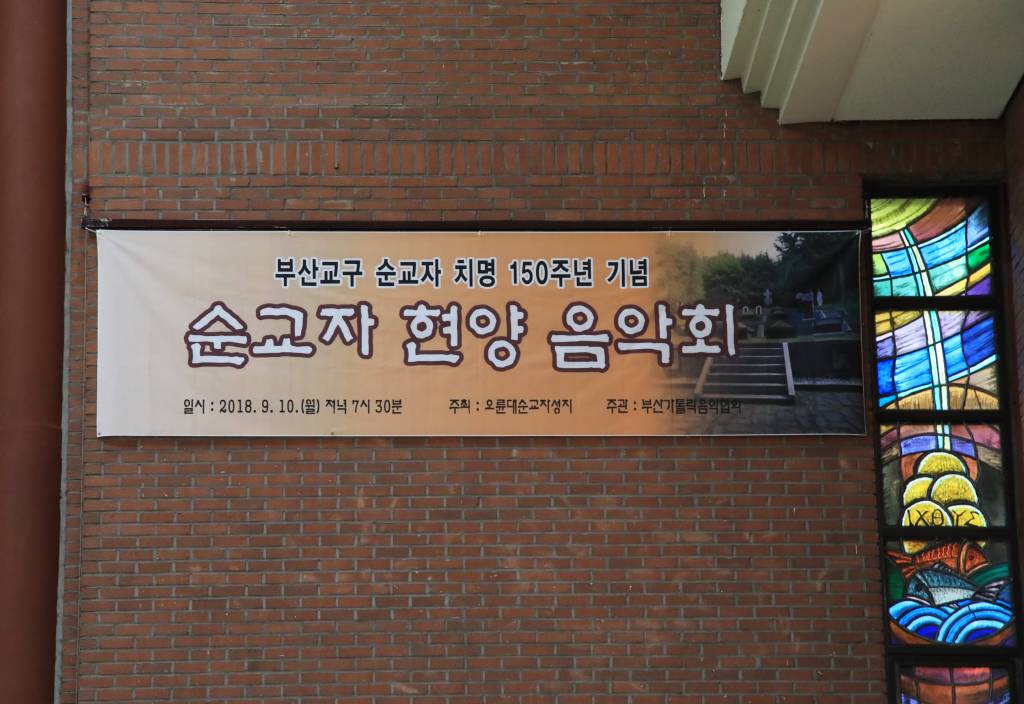 부산교구 순교자 치명 150주년 기념
순교자 현양 음악회
일시 : 2018. 9. 10.(월) 저녁 7시 30분 주최 : 오륜대순교자성지 주관 : 부산가톨릭음악협회
ΙΧΘΥΣ